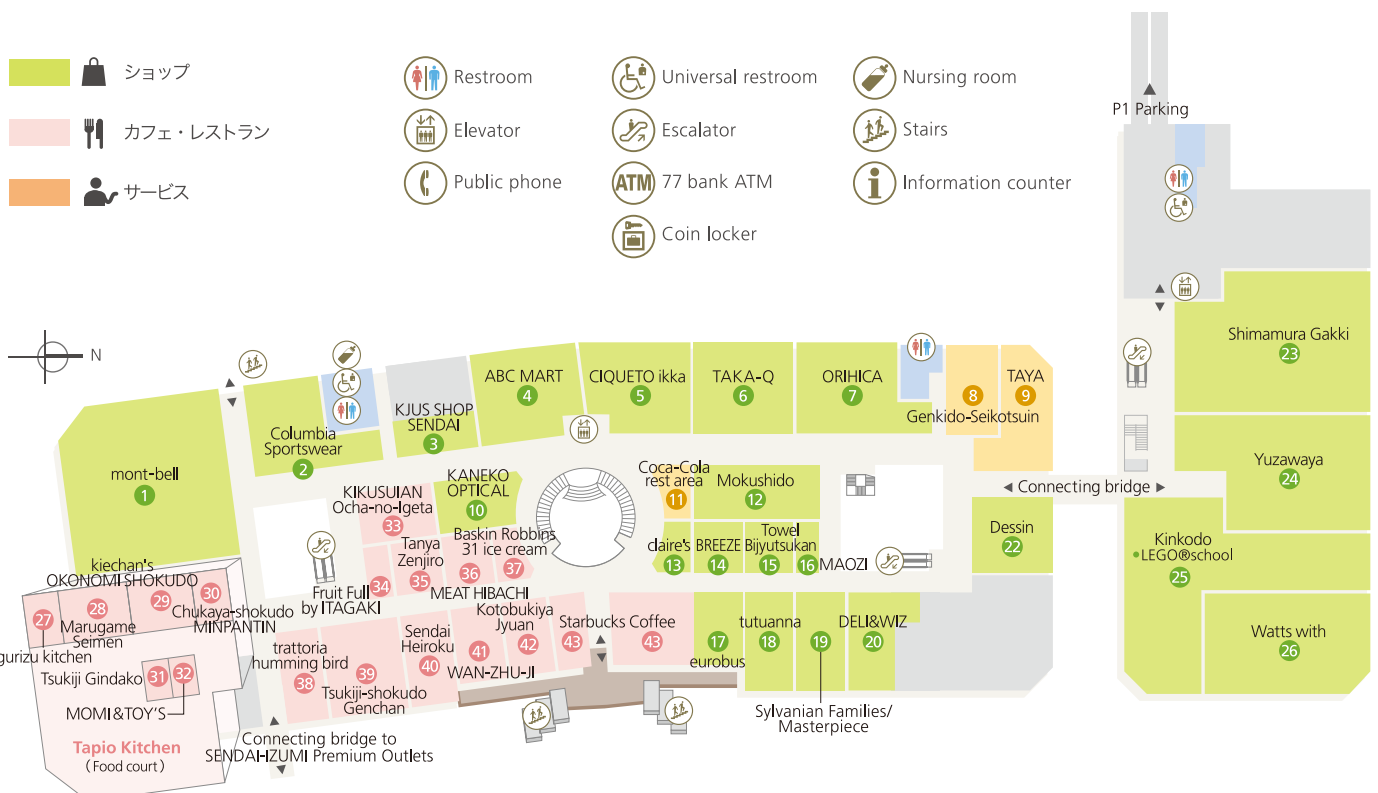 ショップ
カフェ・レストラン
サービス
Restroom
Universal restroom
Nursing room
Elevator
Escalator
Stairs
Public phone
ATM
77 bank ATM
Information counter
Coin locker
P1 Parking
N
mont-bell
1
Columbia
Sportswear
2
KJUS SHOP
SENDAI
3
ABC MART
4
CIQUETO ikka
5
TAKA-Q
6
ORIHICA
7
8
Genkido-Seikotsuin
TAYA
9
KANEKO
OPTICAL
10
Coca-Cola
rest area
11
Mokushido
12
claire's
13
BREEZE
14
Towel
Bijyutsukan
15
16
MAOZI
eurobus
17
tutuanna
18
19
Sylvanian Families/
Masterpiece
DELI&WIZ
20
Dessin
22
Connecting bridge
Shimamura Gakki
23
Yuzawaya
24
Kinkodo
LEGO®school
25
Watts with
26
27
gurizu kitchen
28
Marugame
Seimen
kiechan's
OKONOMI SHOKUDO
29
30
Chukaya-shokudo
MINPANTIN
Tsukiji Gindako
31
32
MOMI&TOY'S
Tapio Kitchen
(Food court)
KIKUSUIAN
Ocha-no-Igeta
33
34
Fruit Full
by ITAGAKI
Tanya
Zenjiro
35
36
MEAT HIBACHI
Baskin Robbins
31 ice cream
37
trattoria
humming bird
38
39
Tsukiji-shokudo
Genchan
Sendai
Heiroku
40
41
WAN-ZHU-JI
Kotobukiya
Jyuan
42
Starbucks Coffee
43
43
Connecting bridge to
SENDAI-IZUMI Premium Outlets